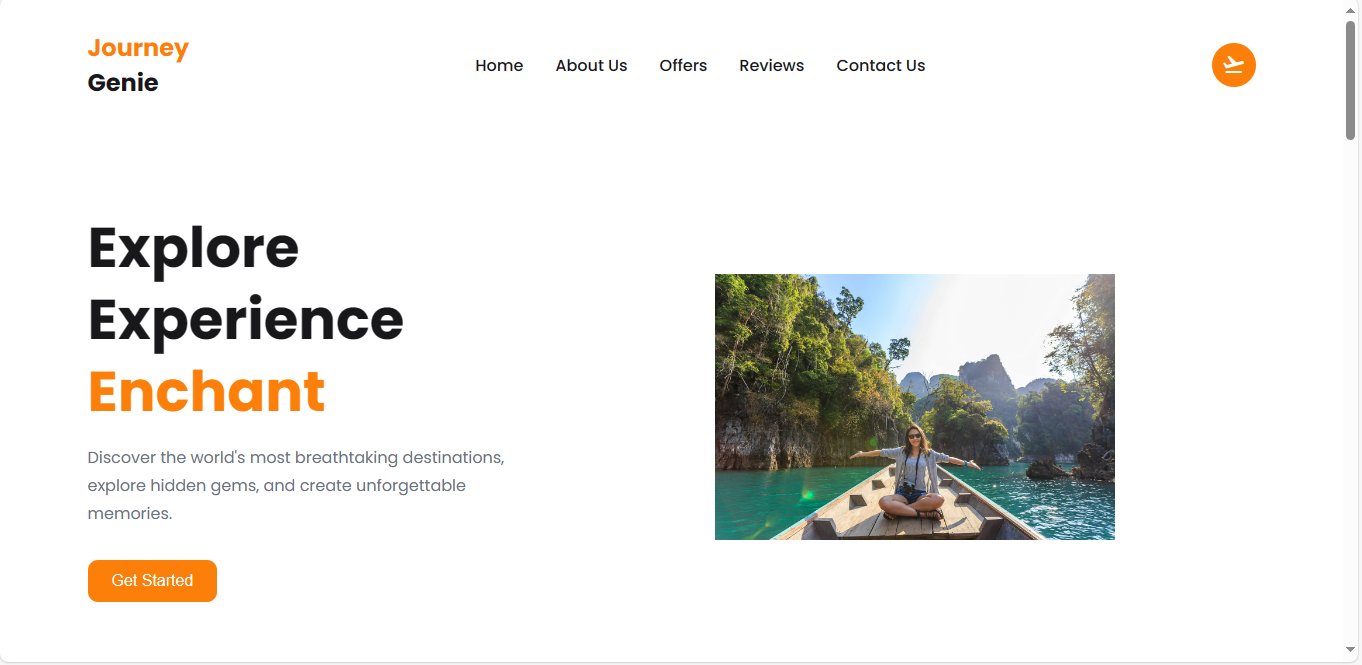 Journey
Genie
Home About Us Offers Reviews Contact Us
Explore
Experience
Enchant
Discover the world's most breathtaking destinations,
explore hidden gems, and create unforgettable
memories.
Get Started